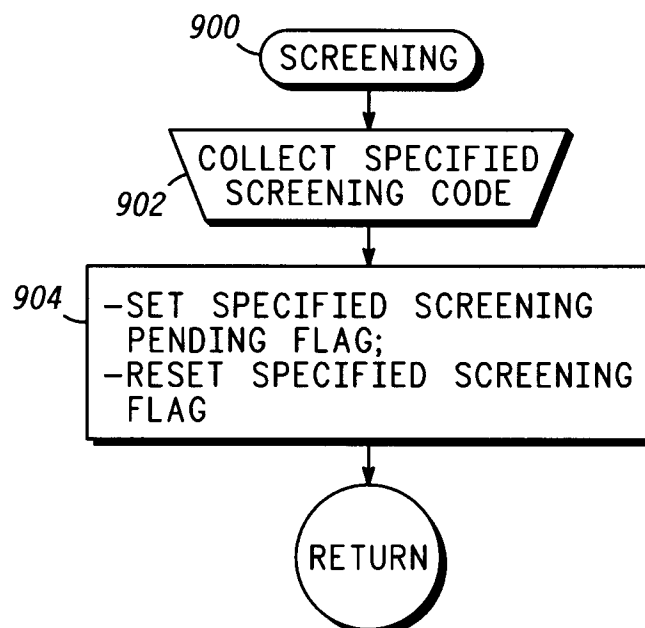 900
SCREENING
COLLECT SPECIFIED
SCREENING CODE
902
904
-SET SPECIFIED SCREENING
PENDING FLAG;
-RESET SPECIFIED SCREENING
FLAG
RETURN